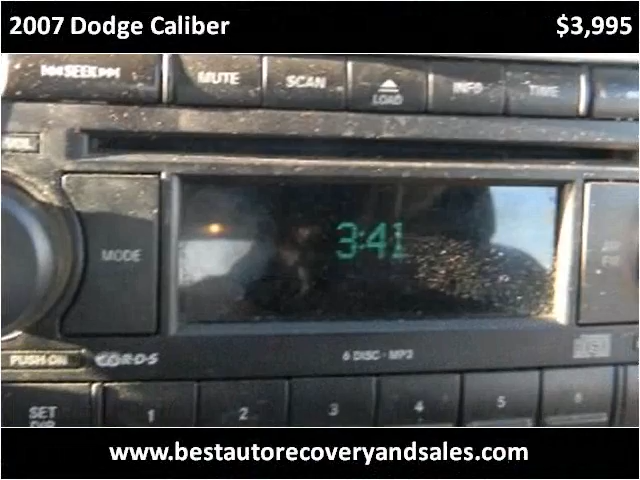 2007 Dodge Caliber $3,995
SEEK MUTE SCAN LOAD INFO TIME
VOL
3:41
MODE
PUSH·ON 6 DISC · MP3
SET 1 2 3 4 5 6
www.bestautorecoveryandsales.com